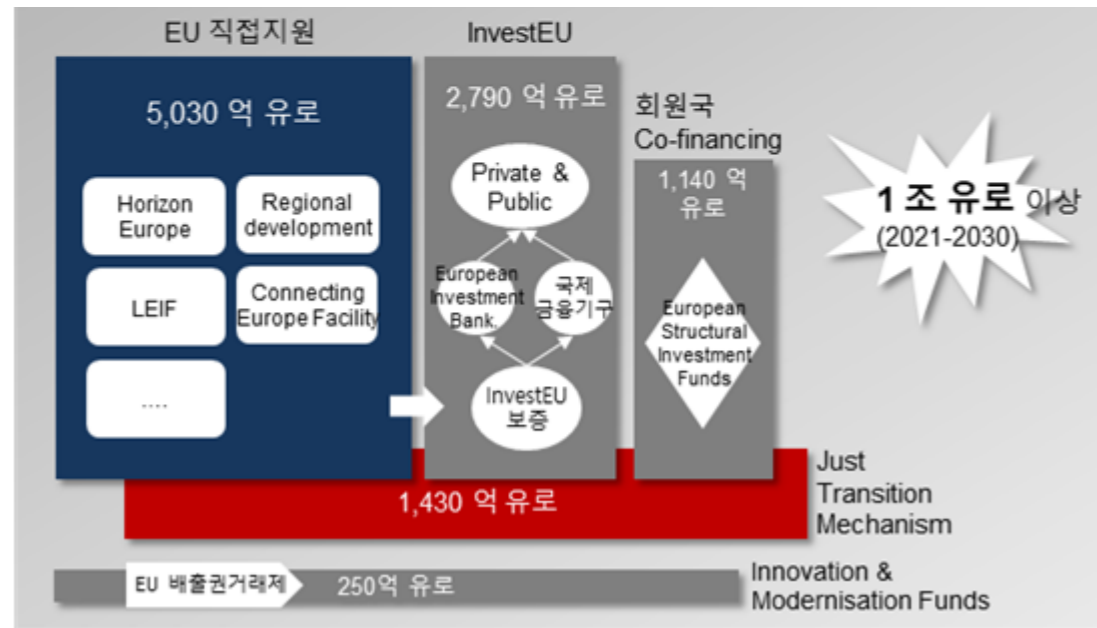 EU 직접지원
5,030 억 유로
Horizon
Europe
Regional
development
LEIF
Connecting
Europe Facility
....
InvestEU
2,790 억 유로
Private &
Public
European
Investment
Bank.
국제
금융기구
InvestEU
보증
회원국
Co-financing
1,140 억
유로
European
Structural
Investment
Funds
1 조 유로 이상
(2021-2030)
1,430 억 유로
Just
Transition
Mechanism
EU 배출권거래제
250억 유로
Innovation &
Modernisation Funds